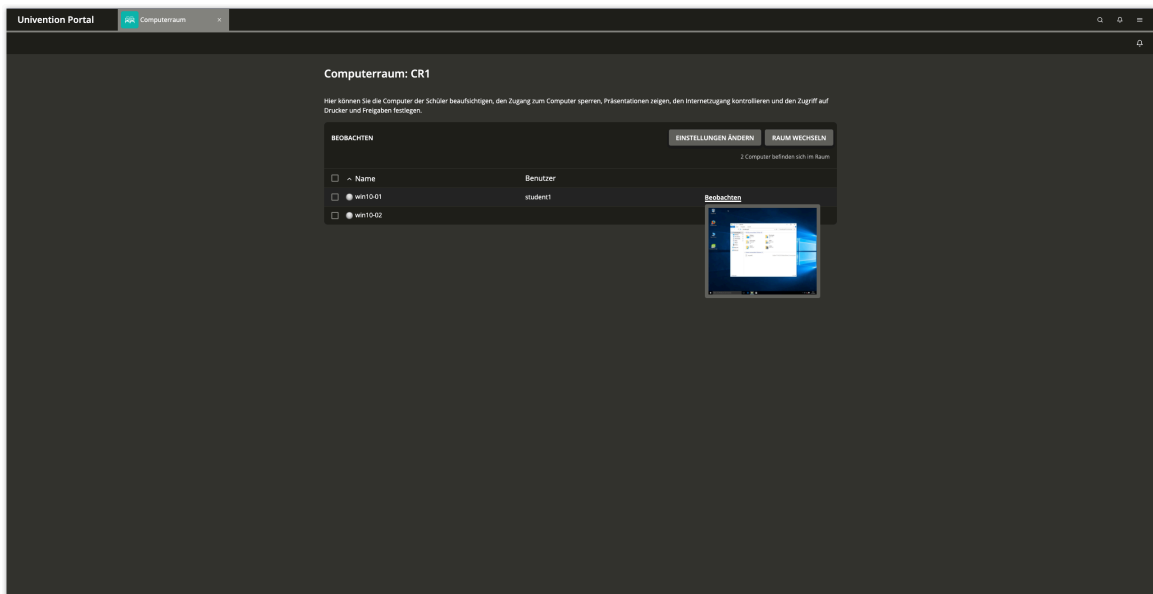 Univention Portal
Computerraum
Computerraum: CR1
Hier können Sie die Computer der Schüler beaufsichtigen, den Zugang zum Computer sperren, Präsentationen zeigen, den Internetzugang kontrollieren und den Zugriff auf
Drucker und Freigaben festlegen.
BEOBACHTEN
EINSTELLUNGEN ÄNDERN
RAUM WECHSELN
2 Computer befinden sich im Raum
Name
Benutzer
win10-01
student1
Beobachten
win10-02